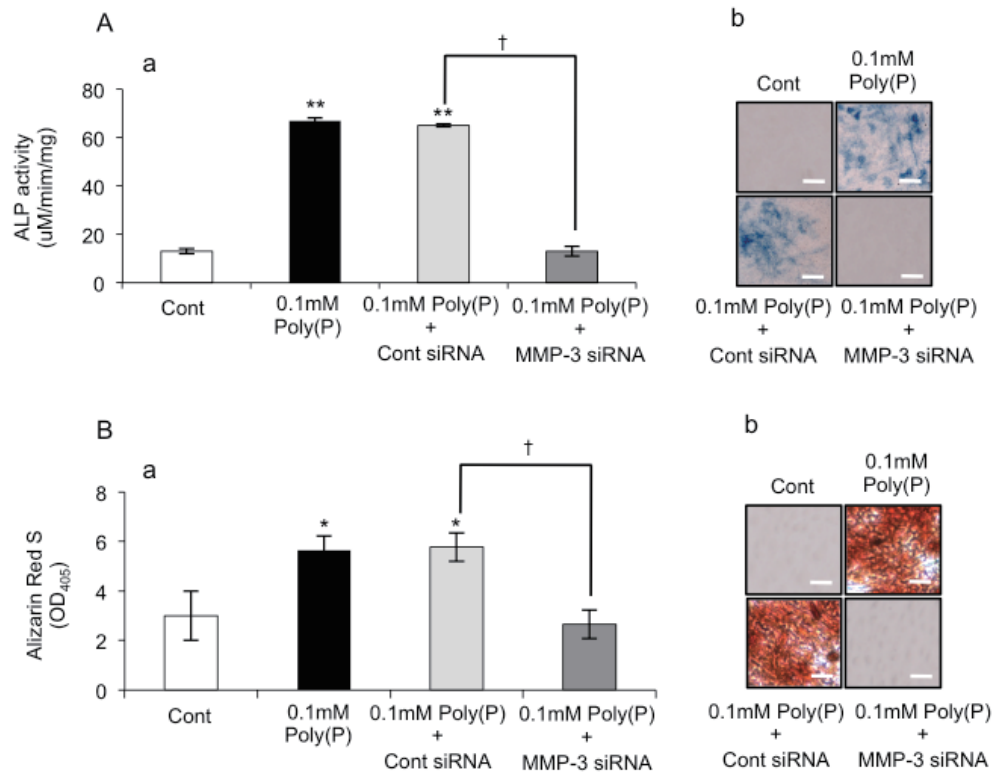 A
a
†
ALP activity
(uM/mim/mg)
80
60
40
20
0
**
**
Cont
0.1mM
Poly(P)
0.1mM Poly(P)
+
Cont siRNA
0.1mM Poly(P)
+
MMP-3 siRNA
b
Cont
0.1mM
Poly(P)
0.1mM Poly(P)
+
Cont siRNA
0.1mM Poly(P)
+
MMP-3 siRNA
B
a
†
Alizarin Red S
(OD405)
8
6
4
2
0
*
*
Cont
0.1mM
Poly(P)
0.1mM Poly(P)
+
Cont siRNA
0.1mM Poly(P)
+
MMP-3 siRNA
b
Cont
0.1mM
Poly(P)
0.1mM Poly(P)
+
Cont siRNA
0.1mM Poly(P)
+
MMP-3 siRNA